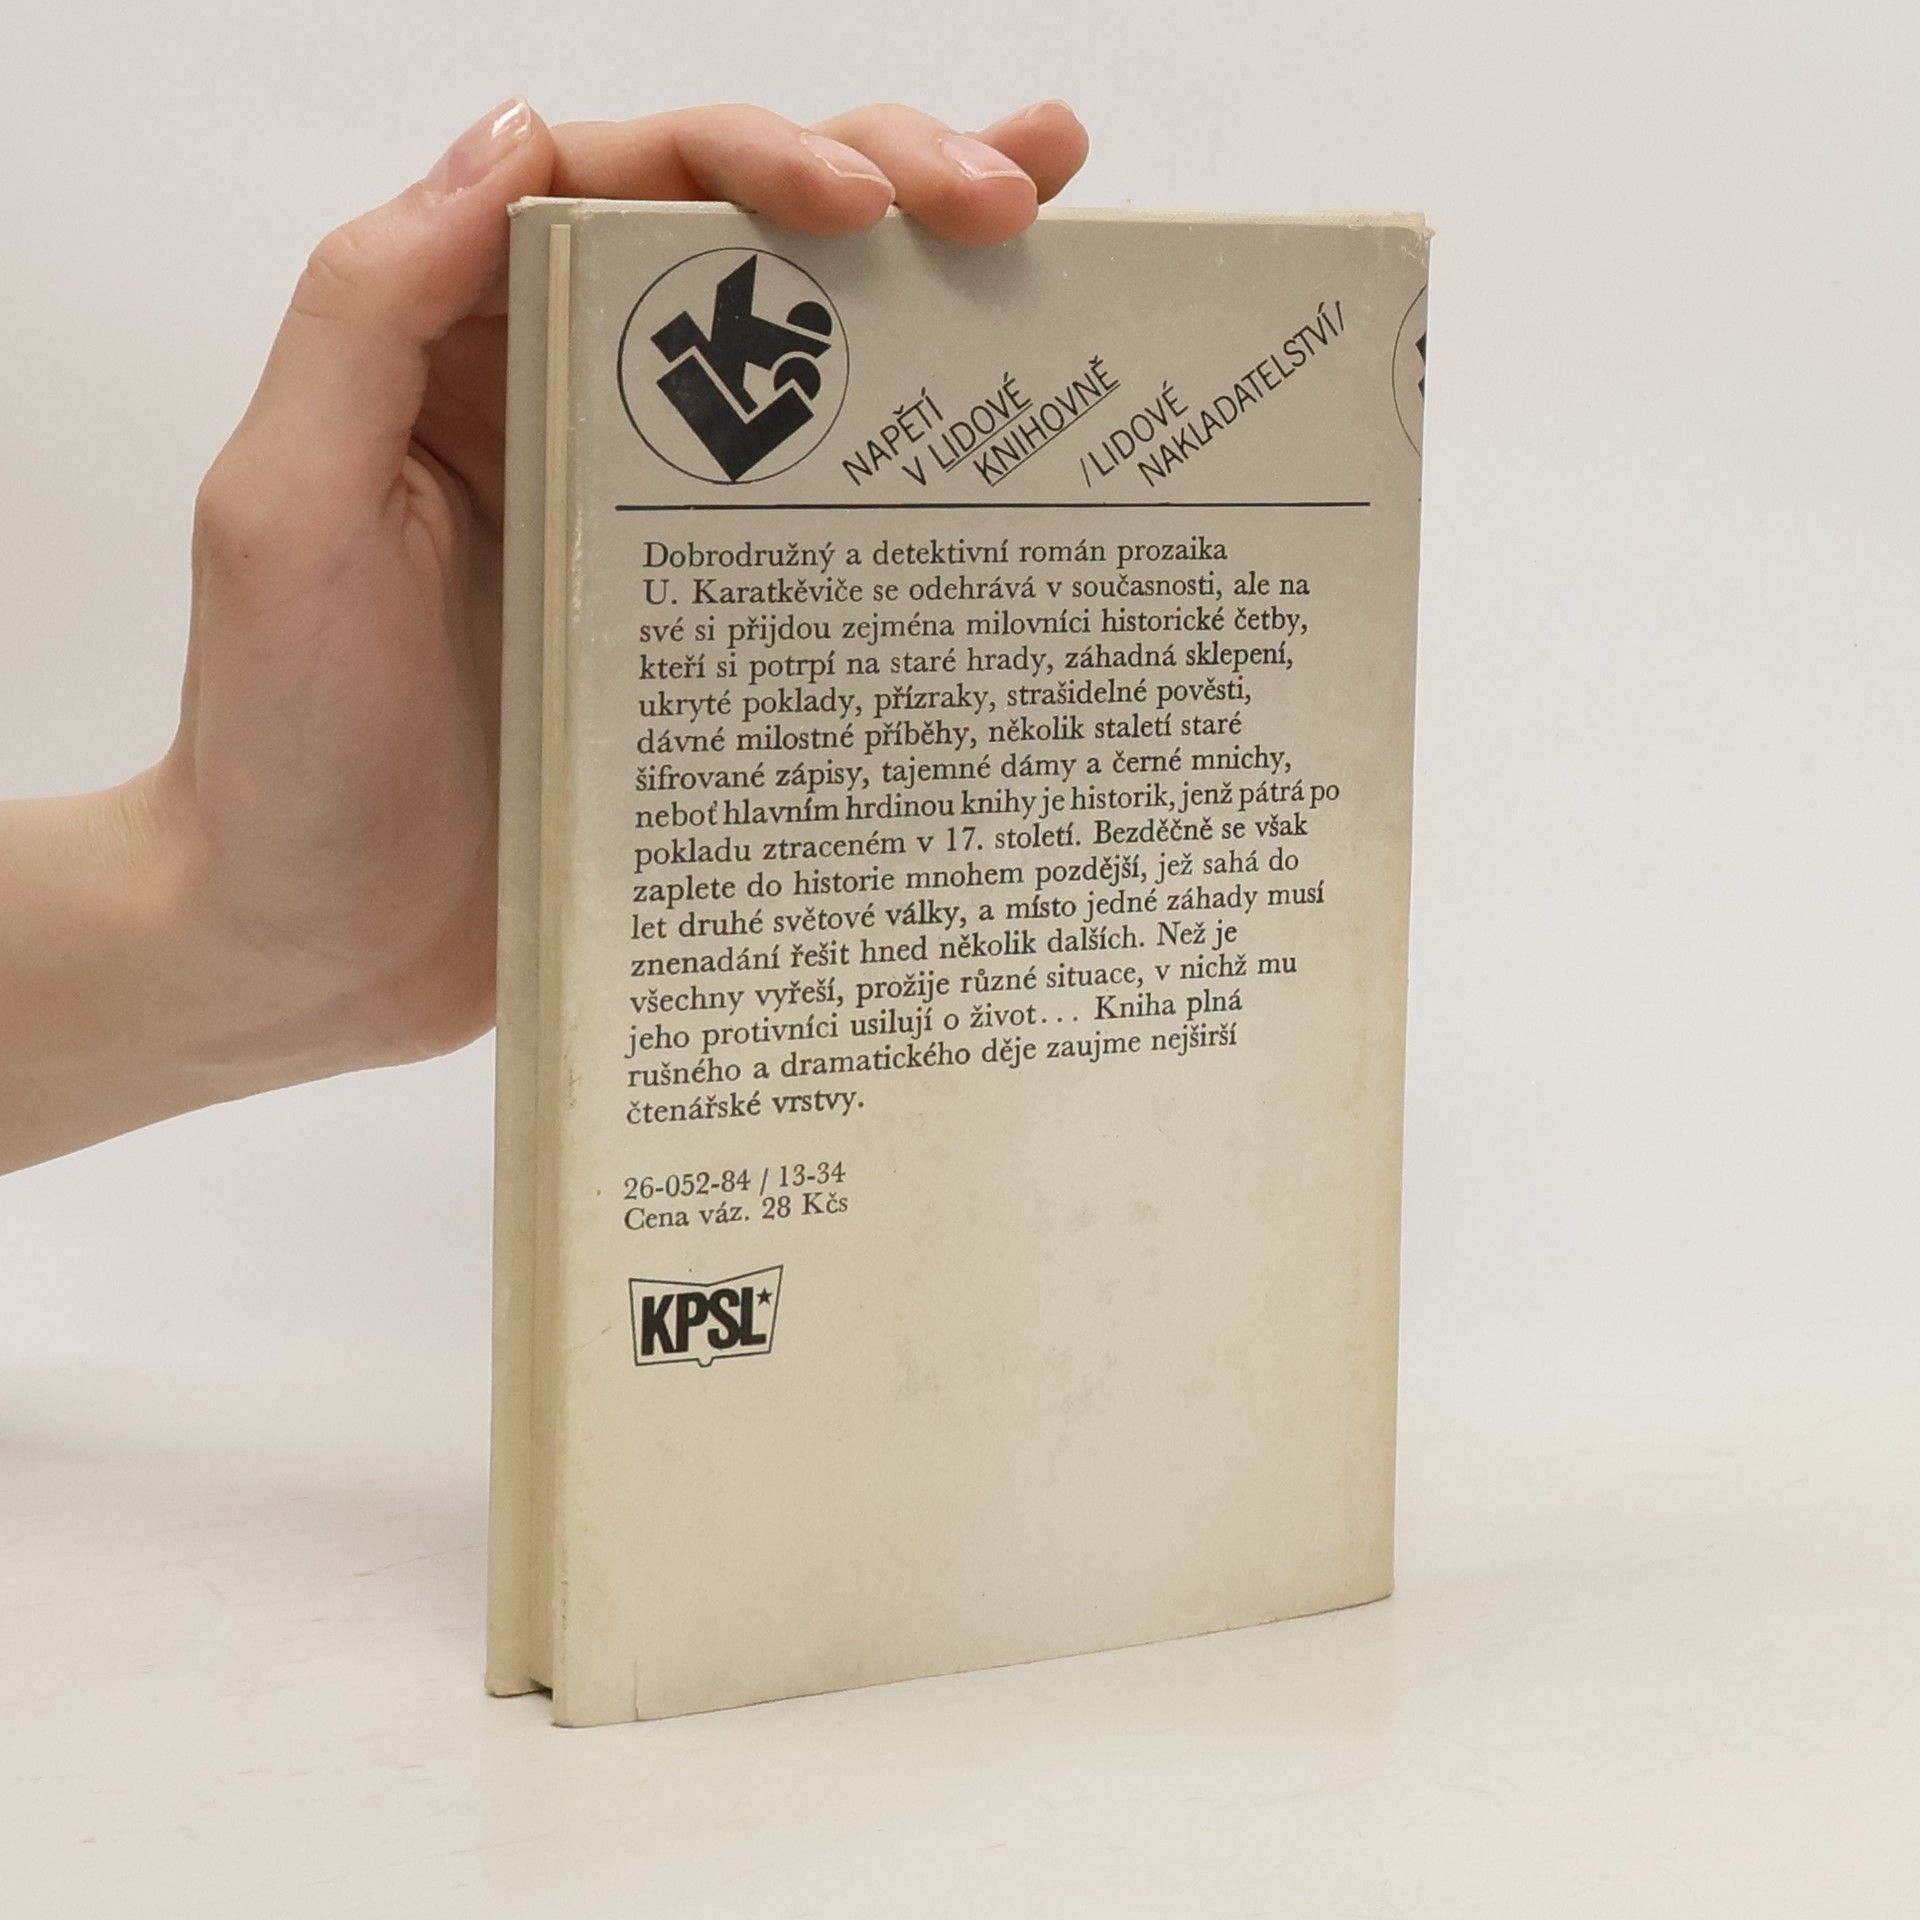 LK
NAPĚTÍ
V LIDOVÉ
KNIHOVNĚ
/LIDOVÉ
NAKLADATELSTVÍ/
Dobrodružný a detektivní román prozaika
U. Karatkěviče se odehrává v současnosti, ale na
své si přijdou zejména milovníci historické četby,
kteří si potrpí na staré hrady, záhadná sklepení,
ukryté poklady, přízraky, strašidelné pověsti,
dávné milostné příběhy, několik staletí staré
šifrované zápisy, tajemné dámy a černé mnichy,
neboť hlavním hrdinou knihy je historik, jenž pátrá po
pokladu ztraceném v 17. století. Bezděčně se však
zaplete do historie mnohem pozdější, jež sahá do
let druhé světové války, a místo jedné záhady musí
znenadání řešit hned několik dalších. Než je
všechny vyřeší, prožije různé situace, v nichž mu
jeho protivníci usilují o život... Kniha plná
rušného a dramatického děje zaujme nejširší
čtenářské vrstvy.
26-052-84 / 13-34
Cena váz. 28 Kčs
KPSL